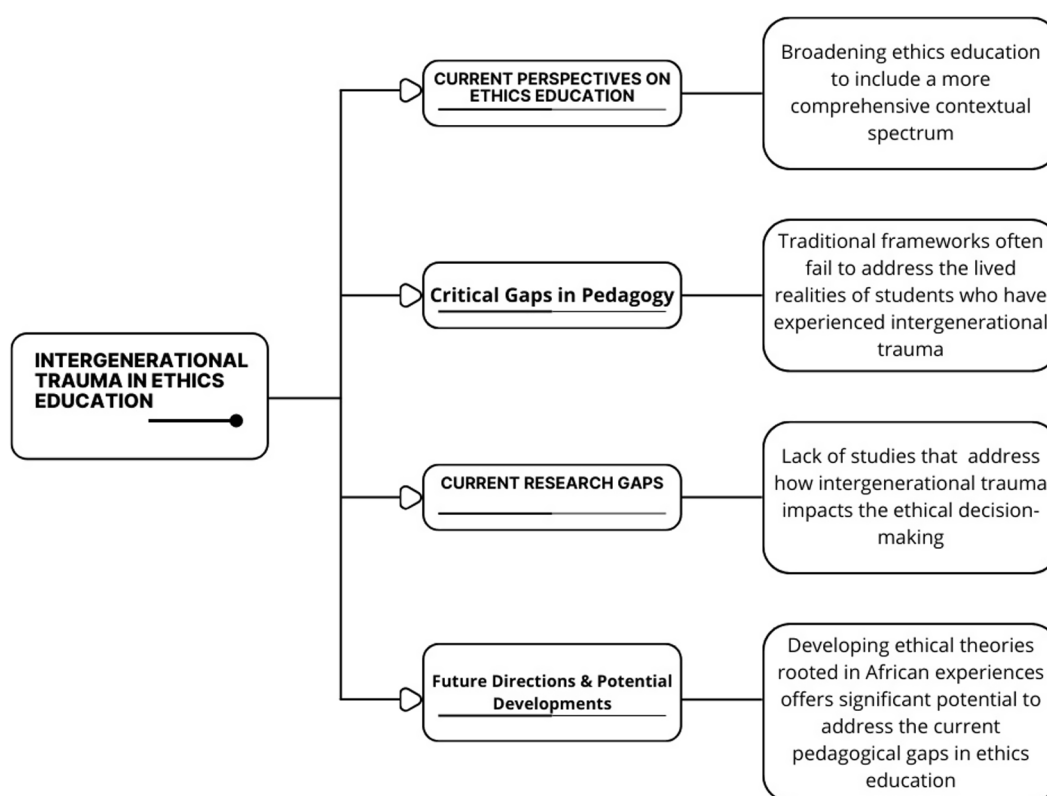 INTERGENERATIONAL
TRAUMA IN ETHICS
EDUCATION
CURRENT PERSPECTIVES ON
ETHICS EDUCATION
Broadening ethics education
to include a more
comprehensive contextual
spectrum
Critical Gaps in Pedagogy
Traditional frameworks often
fail to address the lived
realities of students who have
experienced intergenerational
trauma
CURRENT RESEARCH GAPS
Lack of studies that  address
how intergenerational trauma
impacts the ethical decision-
making
Future Directions & Potential
Developments
Developing ethical theories
rooted in African experiences
offers significant potential to
address the current
pedagogical gaps in ethics
education